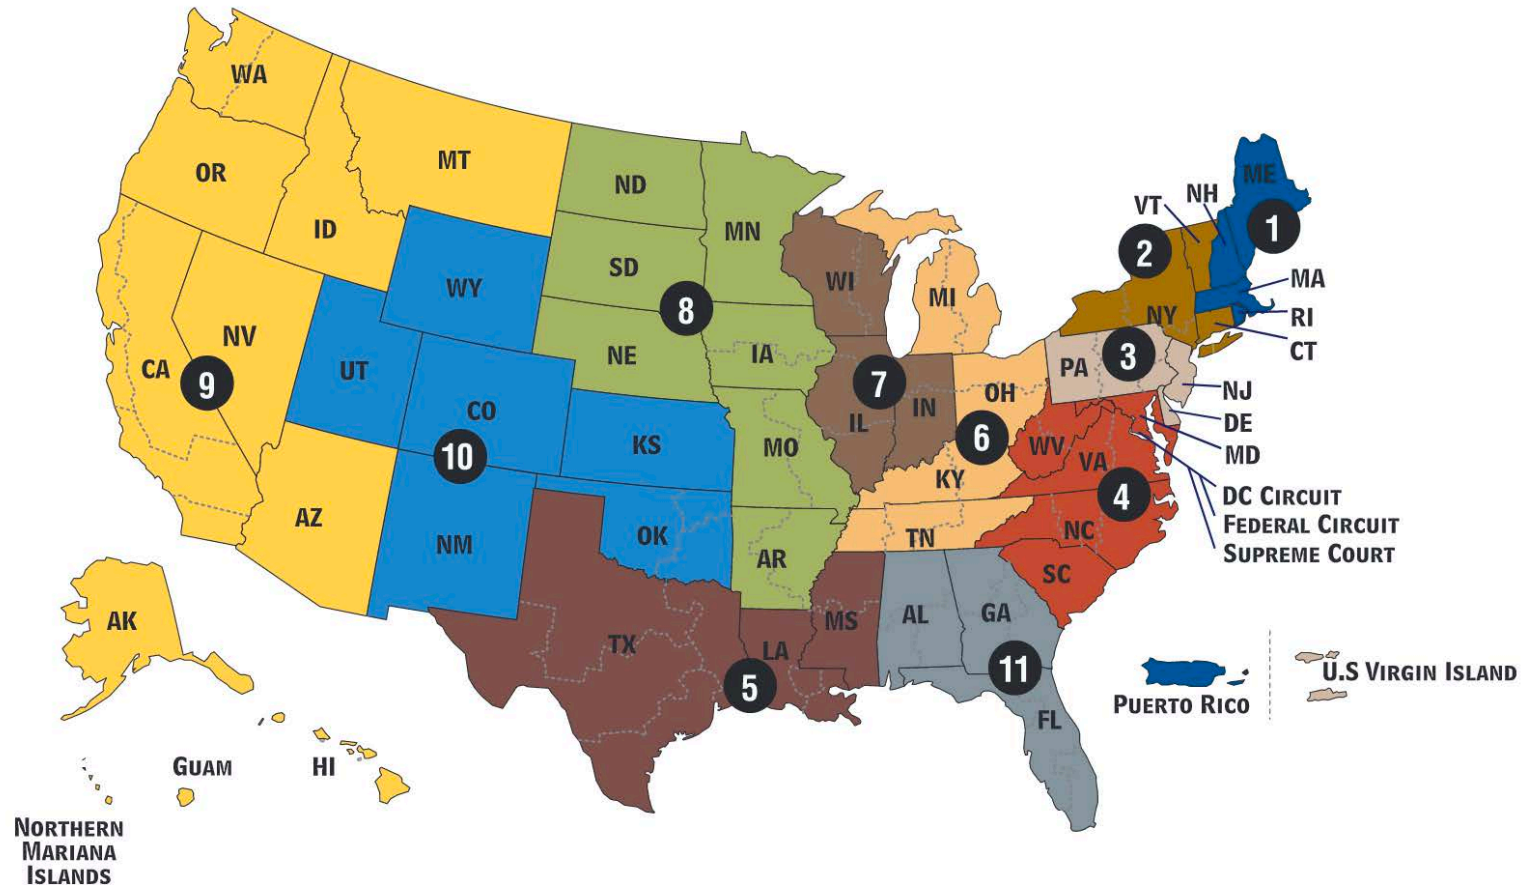 WA
OR
MT
ID
ND
MN
SD
WY
NE
IA
8
WI
MI
VT
NH
ME
1
2
MA
NY
RI
CT
3
PA
NJ
DE
MD
DC CIRCUIT
FEDERAL CIRCUIT
SUPREME COURT
NV
CA
9
UT
CO
10
KS
MO
7
IL
IN
OH
6
KY
WV
VA
4
NC
TN
SC
AZ
NM
OK
AR
TX
LA
MS
5
AL
GA
11
FL
AK
GUAM
HI
NORTHERN
MARIANA
ISLANDS
PUERTO RICO
U.S VIRGIN ISLAND